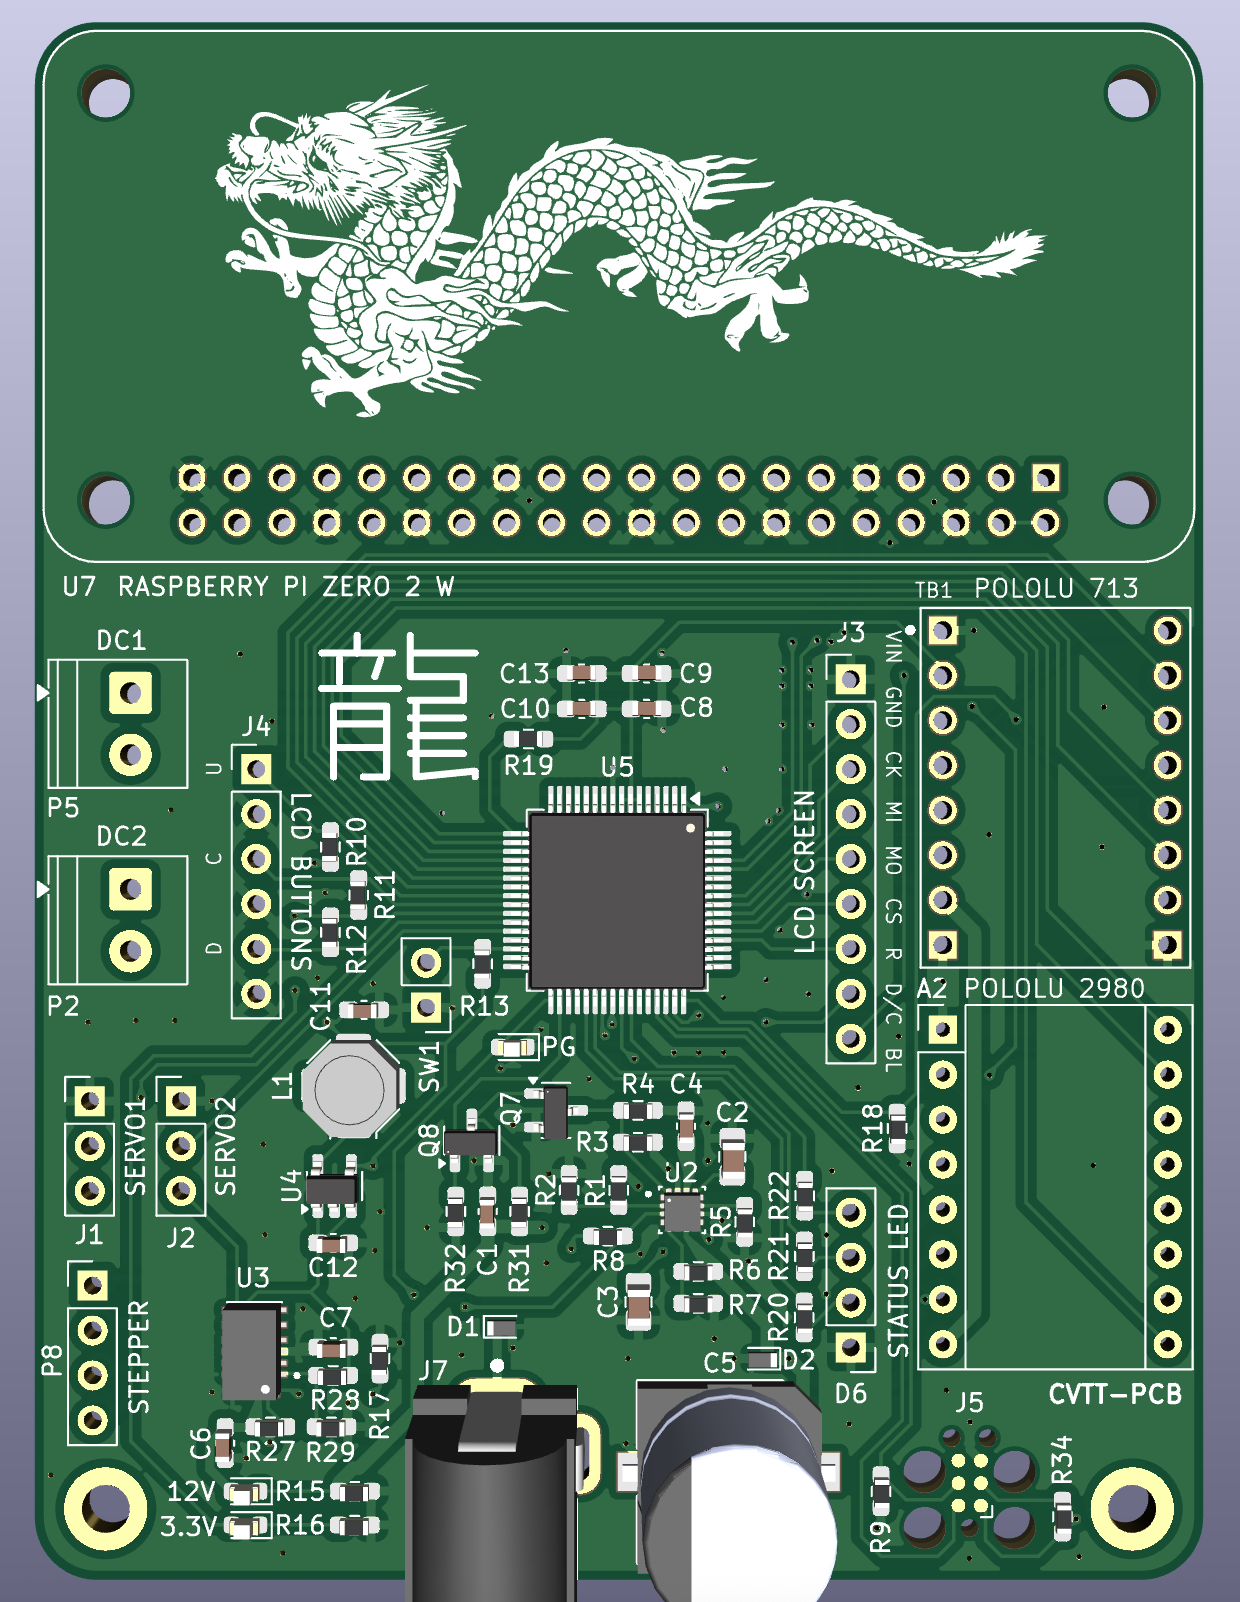 U7 RASPBERRY PI ZERO 2 W
TB1 POLOLU 713
DC1
P5
DC2
P2
J4
U
C
D
LCD BUTTONS
龍
C13
C9
C10
C8
R19
U5
J3
LCD SCREEN
VIN
GND
CK
MI
MO
CS
R
D/C
BL
R10
R11
R12
C11
R13
SW1
PG
L1
A2 POLOLU 2980
SERVO1
SERVO2
J1
J2
U4
C12
Q7
Q8
R4
C4
R3
C2
R18
U2
R2
R1
R5
R22
R8
R32
C1
R31
R6
R21
R7
C3
R20
STATUS LED
D6
U3
C7
P8
STEPPER
R28
R17
D1
J7
C5
D2
CVTT-PCB
J5
C6
R27
R29
12V
R15
3.3V
R16
R9
R34